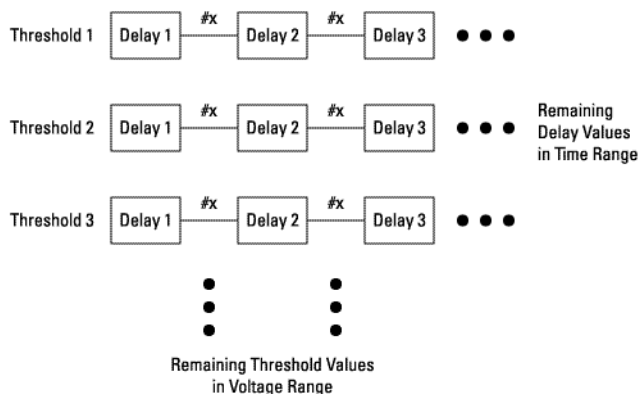 #x #x
Threshold 1 Delay 1 Delay 2 Delay 3
#x #x
Threshold 2 Delay 1 Delay 2 Delay 3
Remaining
Delay Values
in Time Range
#x #x
Threshold 3 Delay 1 Delay 2 Delay 3
Remaining Threshold Values
in Voltage Range